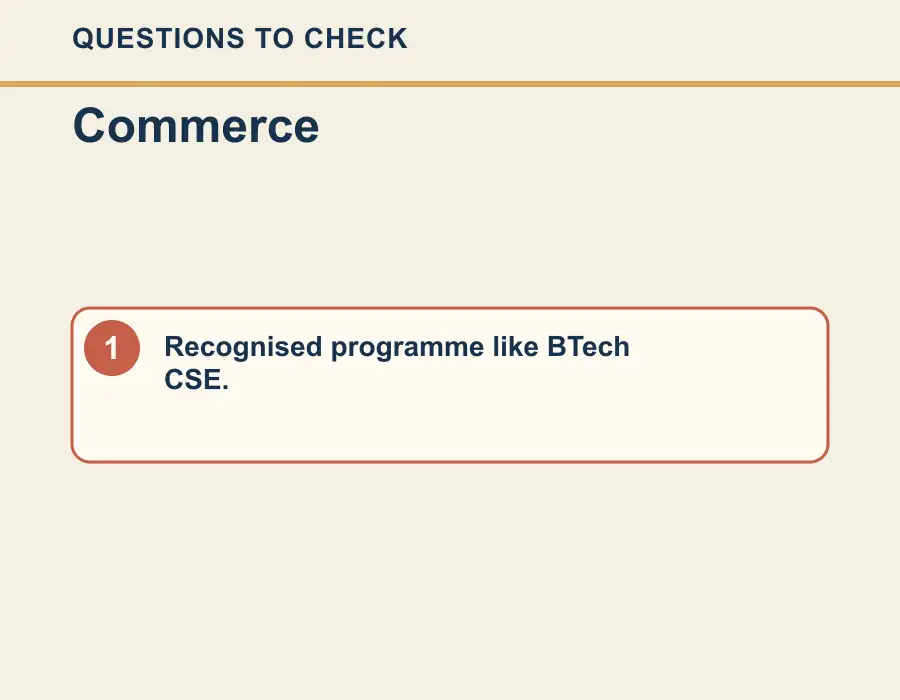 QUESTIONS TO CHECK
Commerce
1
Recognised programme like BTech
CSE.